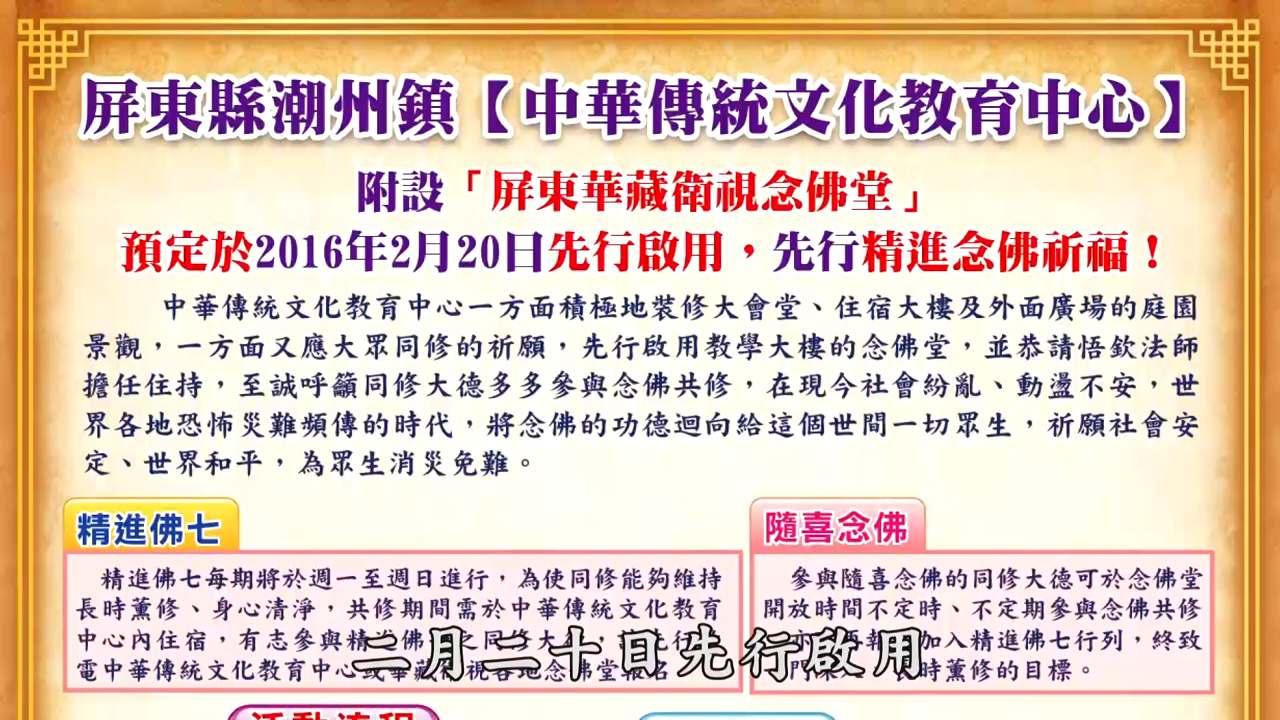 屏東縣潮州鎮【中華傳統文化教育中心】
附設「屏東華藏衛視念佛堂」
預定於2016年2月20日先行啟用，先行精進念佛祈福！
中華傳統文化教育中心一方面積極地裝修大會堂、住宿大樓及外面廣場的庭園
景觀，一方面又應大眾同修的祈願，先行啟用教學大樓的念佛堂，並恭請悟欽法師
擔任住持，至誠呼籲同修大德多多參與念佛共修，在現今社會紛亂、動盪不安，世
界各地恐怖災難頻傳的時代，將念佛的功德迴向給這個世間一切眾生，祈願社會安
定、世界和平，為眾生消災免難。
精進佛七
精進佛七每期將於週一至週日進行，為使同修能夠維持
長時薰修、身心清淨，共修期間需於中華傳統文化教育
中心內住宿，有志參與精
電中華傳統文化教育中心
隨喜念佛
參與隨喜念佛的同修大德可於念佛堂
開放時間不定時、不定期參與念佛共修
加入精進佛七行列，終致
時薰修的目標。
二月二十日先行啟用
活動流程